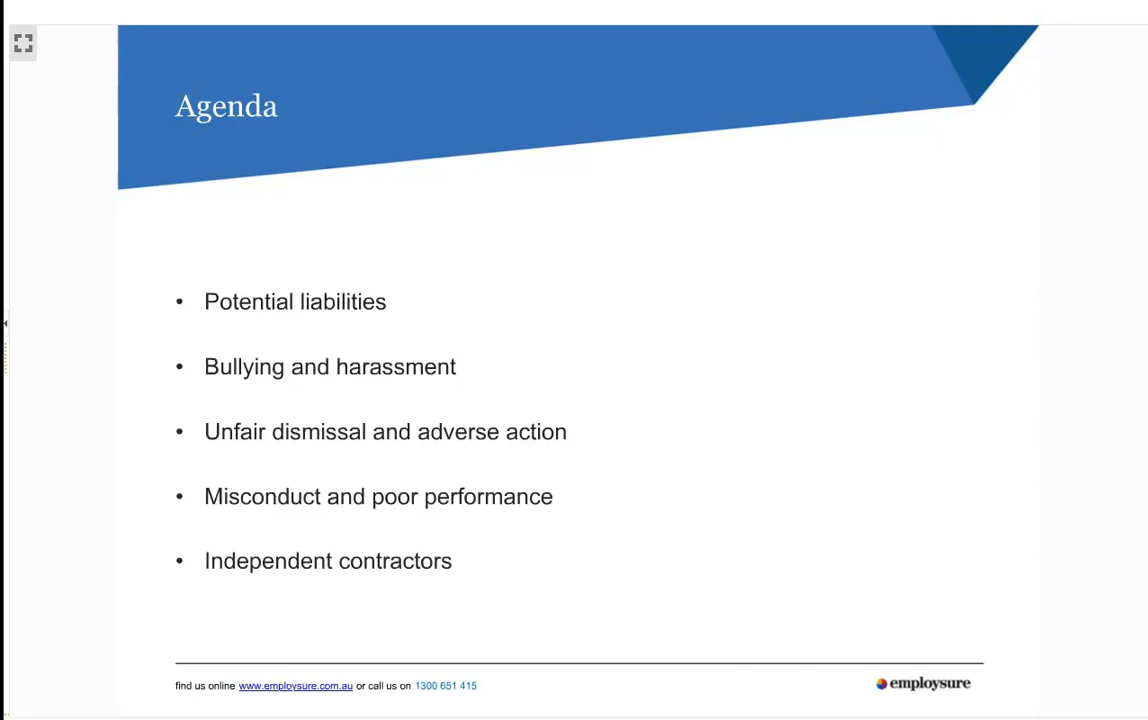 Agenda
• Potential liabilities
• Bullying and harassment
• Unfair dismissal and adverse action
• Misconduct and poor performance
• Independent contractors
find us online www.employsure.com.au or call us on 1300 651 415
employsure